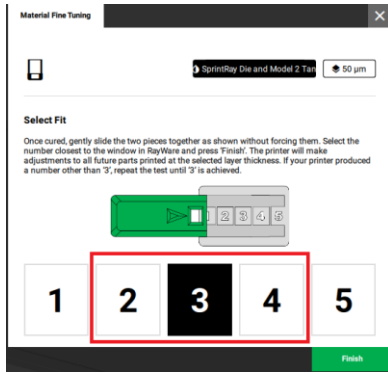 Material Fine Tuning
SprintRay Die and Model 2 Tan
50 µm
Select Fit
Once cured, gently slide the two pieces together as shown without forcing them. Select the
number closest to the window in RayWare and press 'Finish'. The printer will make
adjustments to all future parts printed at the selected layer thickness. If your printer produced
a number other than '3', repeat the test until '3' is achieved.
2 3 4 5
1 2 3 4 5
Finish